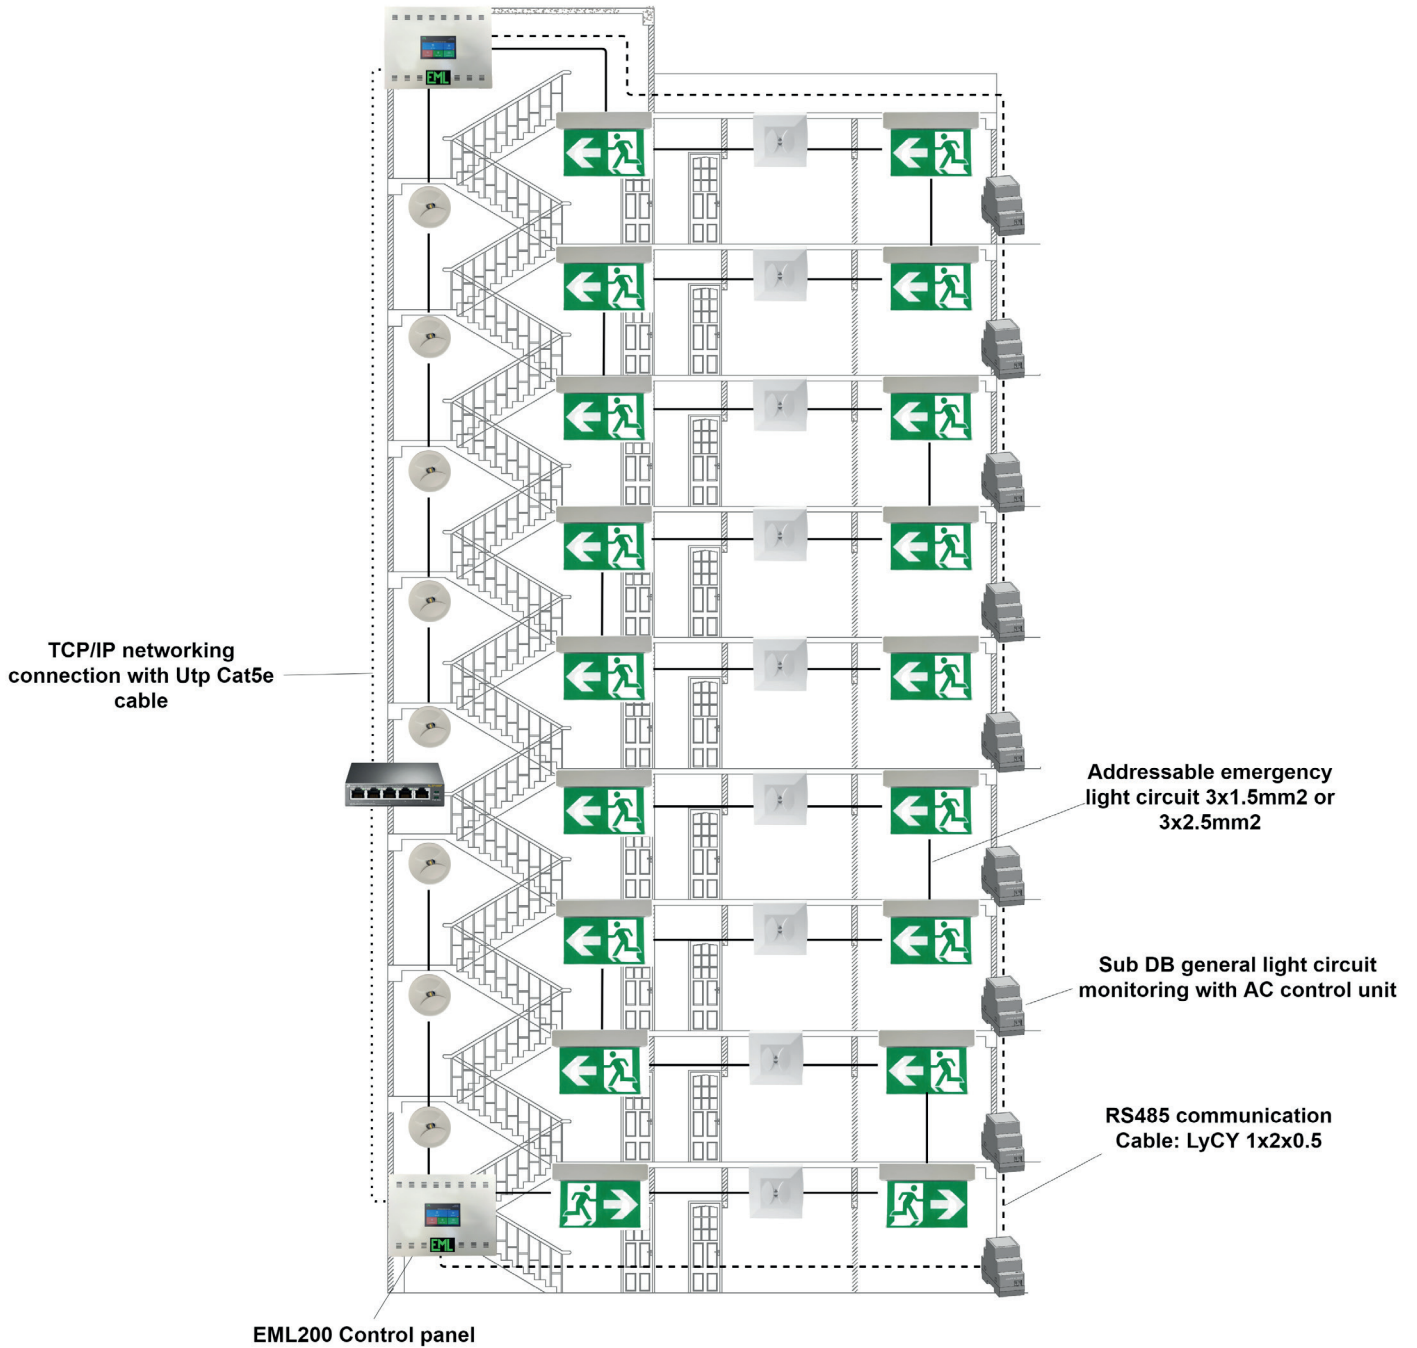 EML
TCP/IP networking
connection with Utp Cat5e
cable
Addressable emergency
light circuit 3x1.5mm2 or
3x2.5mm2
Sub DB general light circuit
monitoring with AC control unit
RS485 communication
Cable: LyCY 1x2x0.5
EML
EML200 Control panel